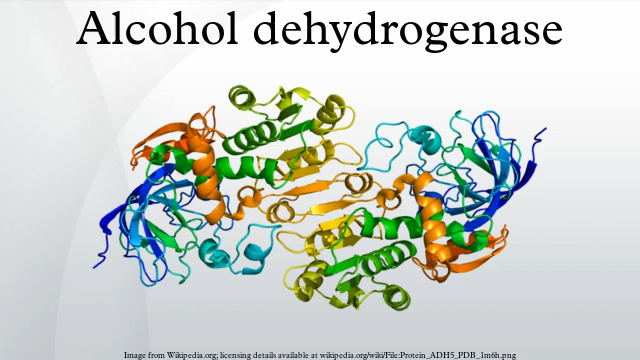 Alcohol dehydrogenase
Image from Wikipedia.org; licensing details available at wikipedia.org/wiki/File:Protein_ADH5_PDB_1m6h.png